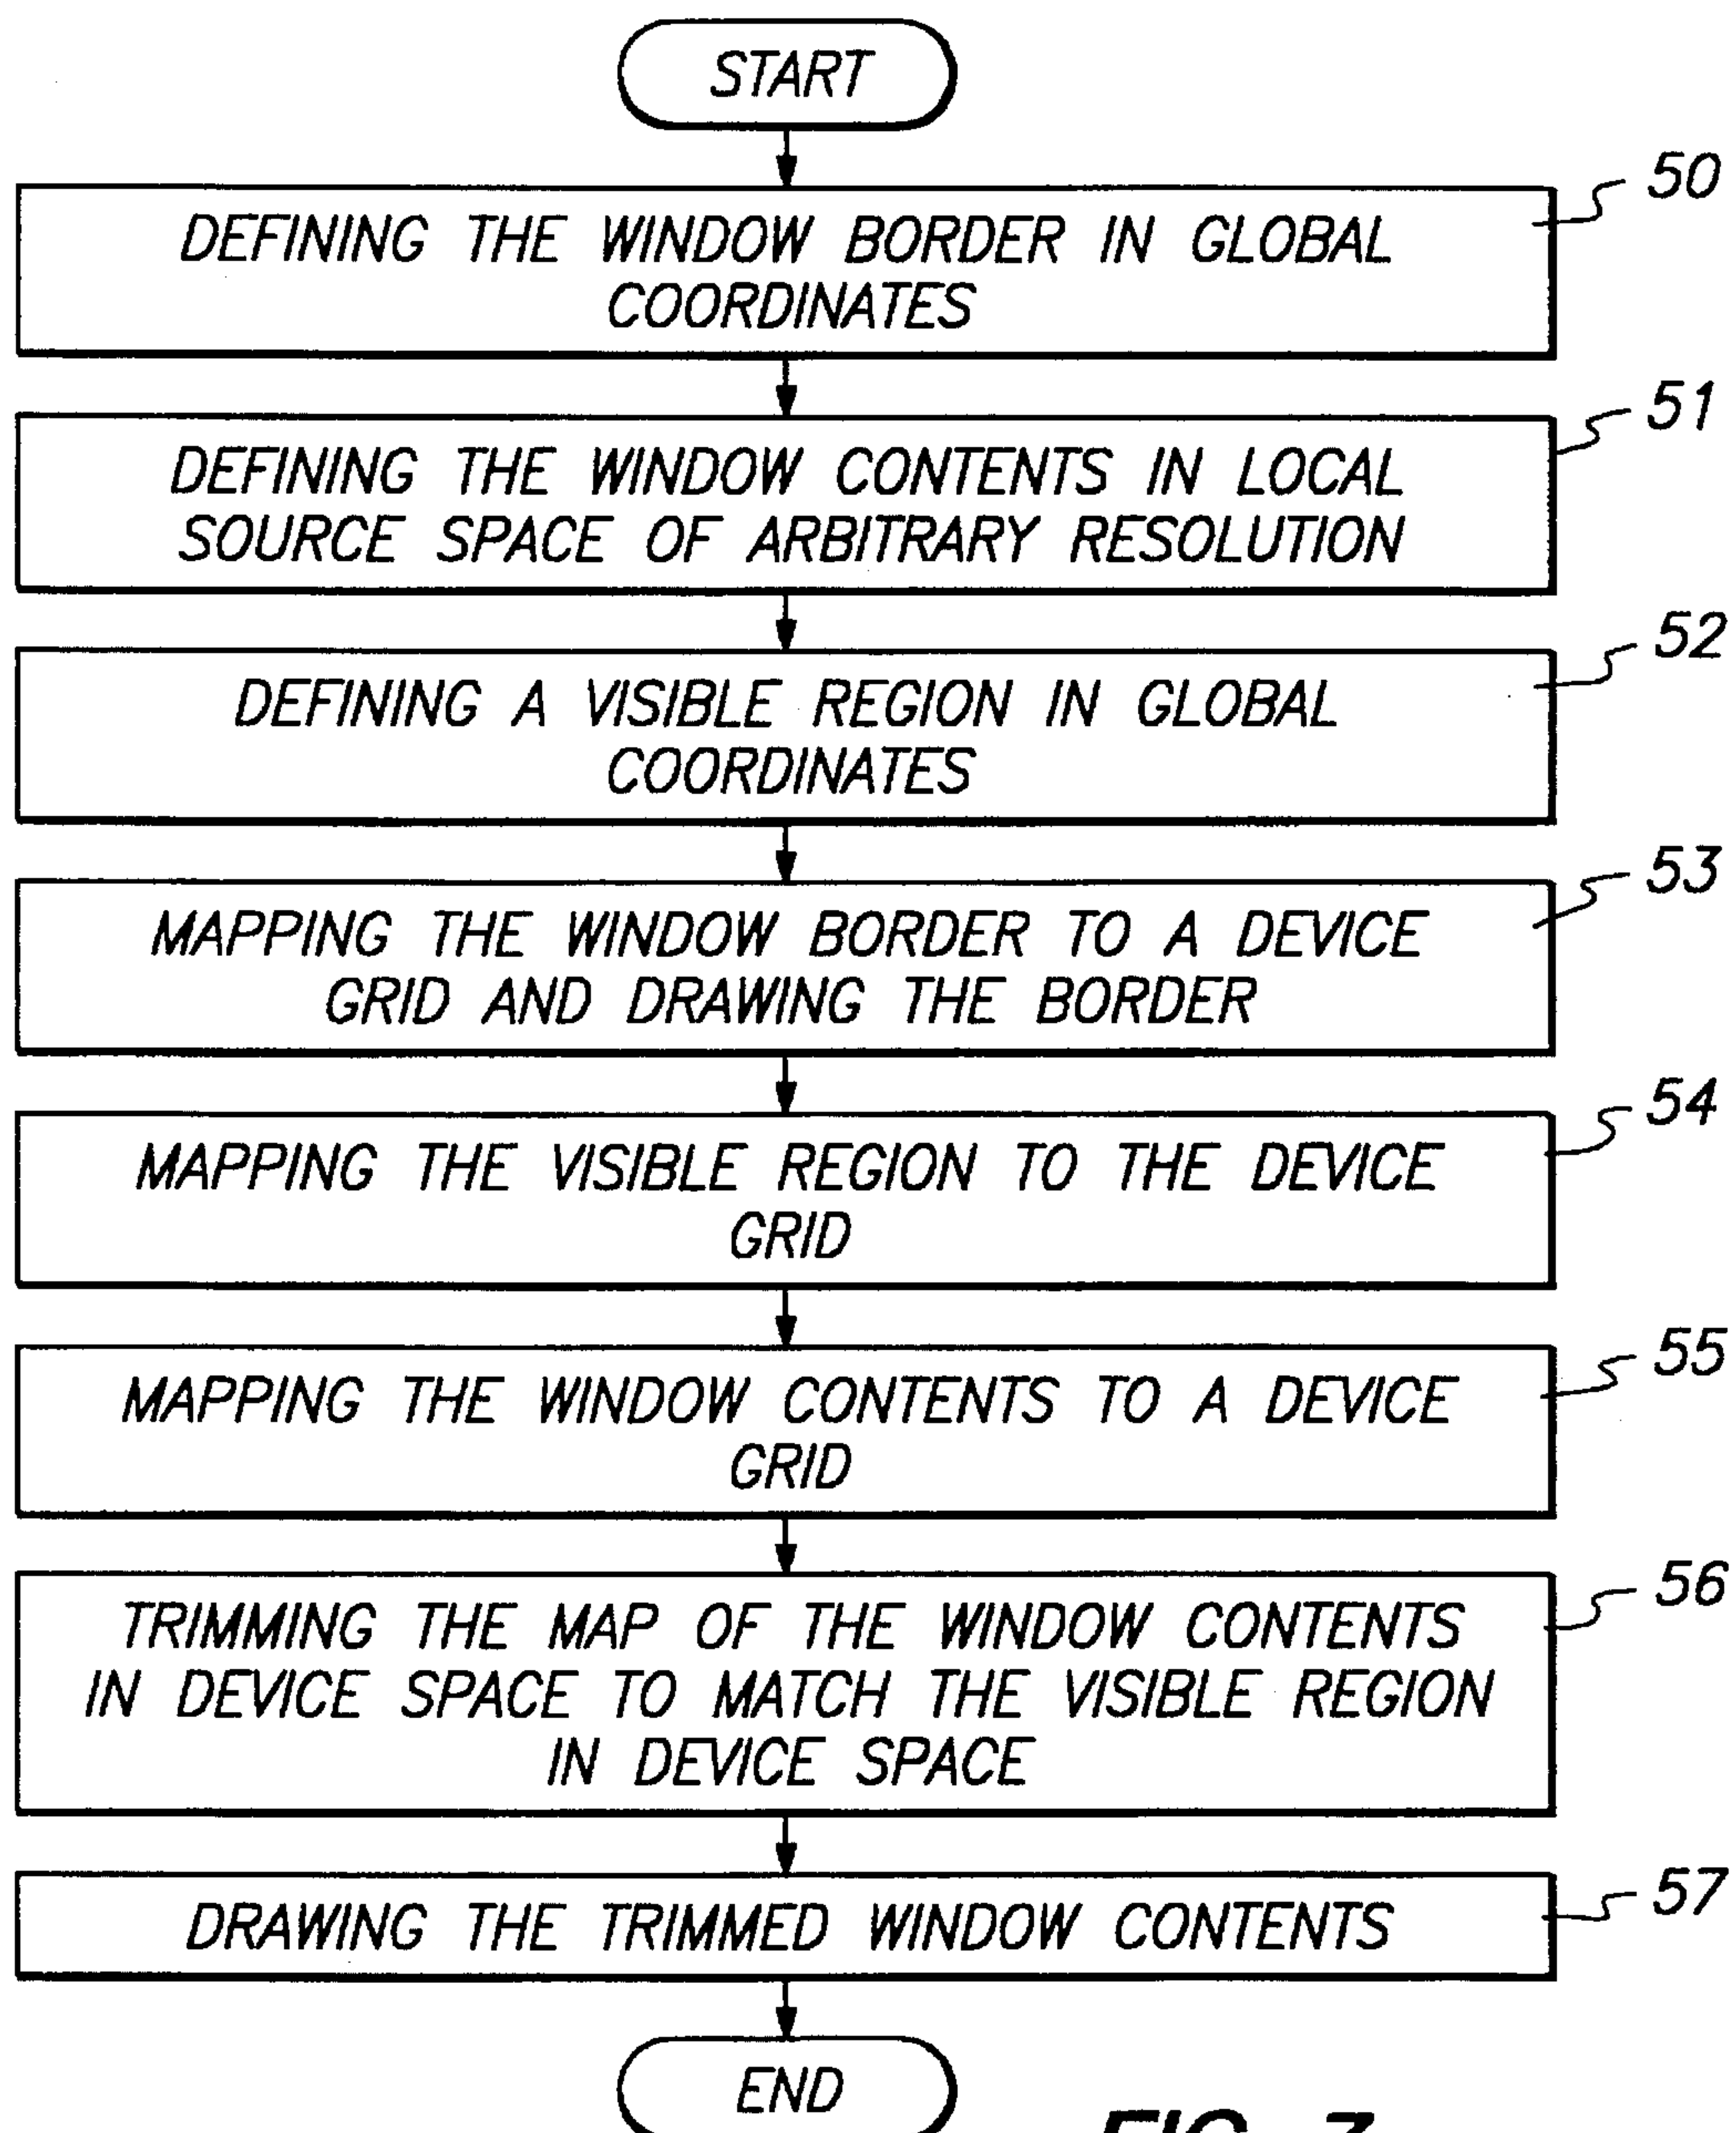 START
50
DEFINING THE WINDOW BORDER IN GLOBAL
COORDINATES
51
DEFINING THE WINDOW CONTENTS IN LOCAL
SOURCE SPACE OF ARBITRARY RESOLUTION
52
DEFINING A VISIBLE REGION IN GLOBAL
COORDINATES
53
MAPPING THE WINDOW BORDER TO A DEVICE
GRID AND DRAWING THE BORDER
54
MAPPING THE VISIBLE REGION TO THE DEVICE
GRID
55
MAPPING THE WINDOW CONTENTS TO A DEVICE
GRID
56
TRIMMING THE MAP OF THE WINDOW CONTENTS
IN DEVICE SPACE TO MATCH THE VISIBLE REGION
IN DEVICE SPACE
57
DRAWING THE TRIMMED WINDOW CONTENTS
END